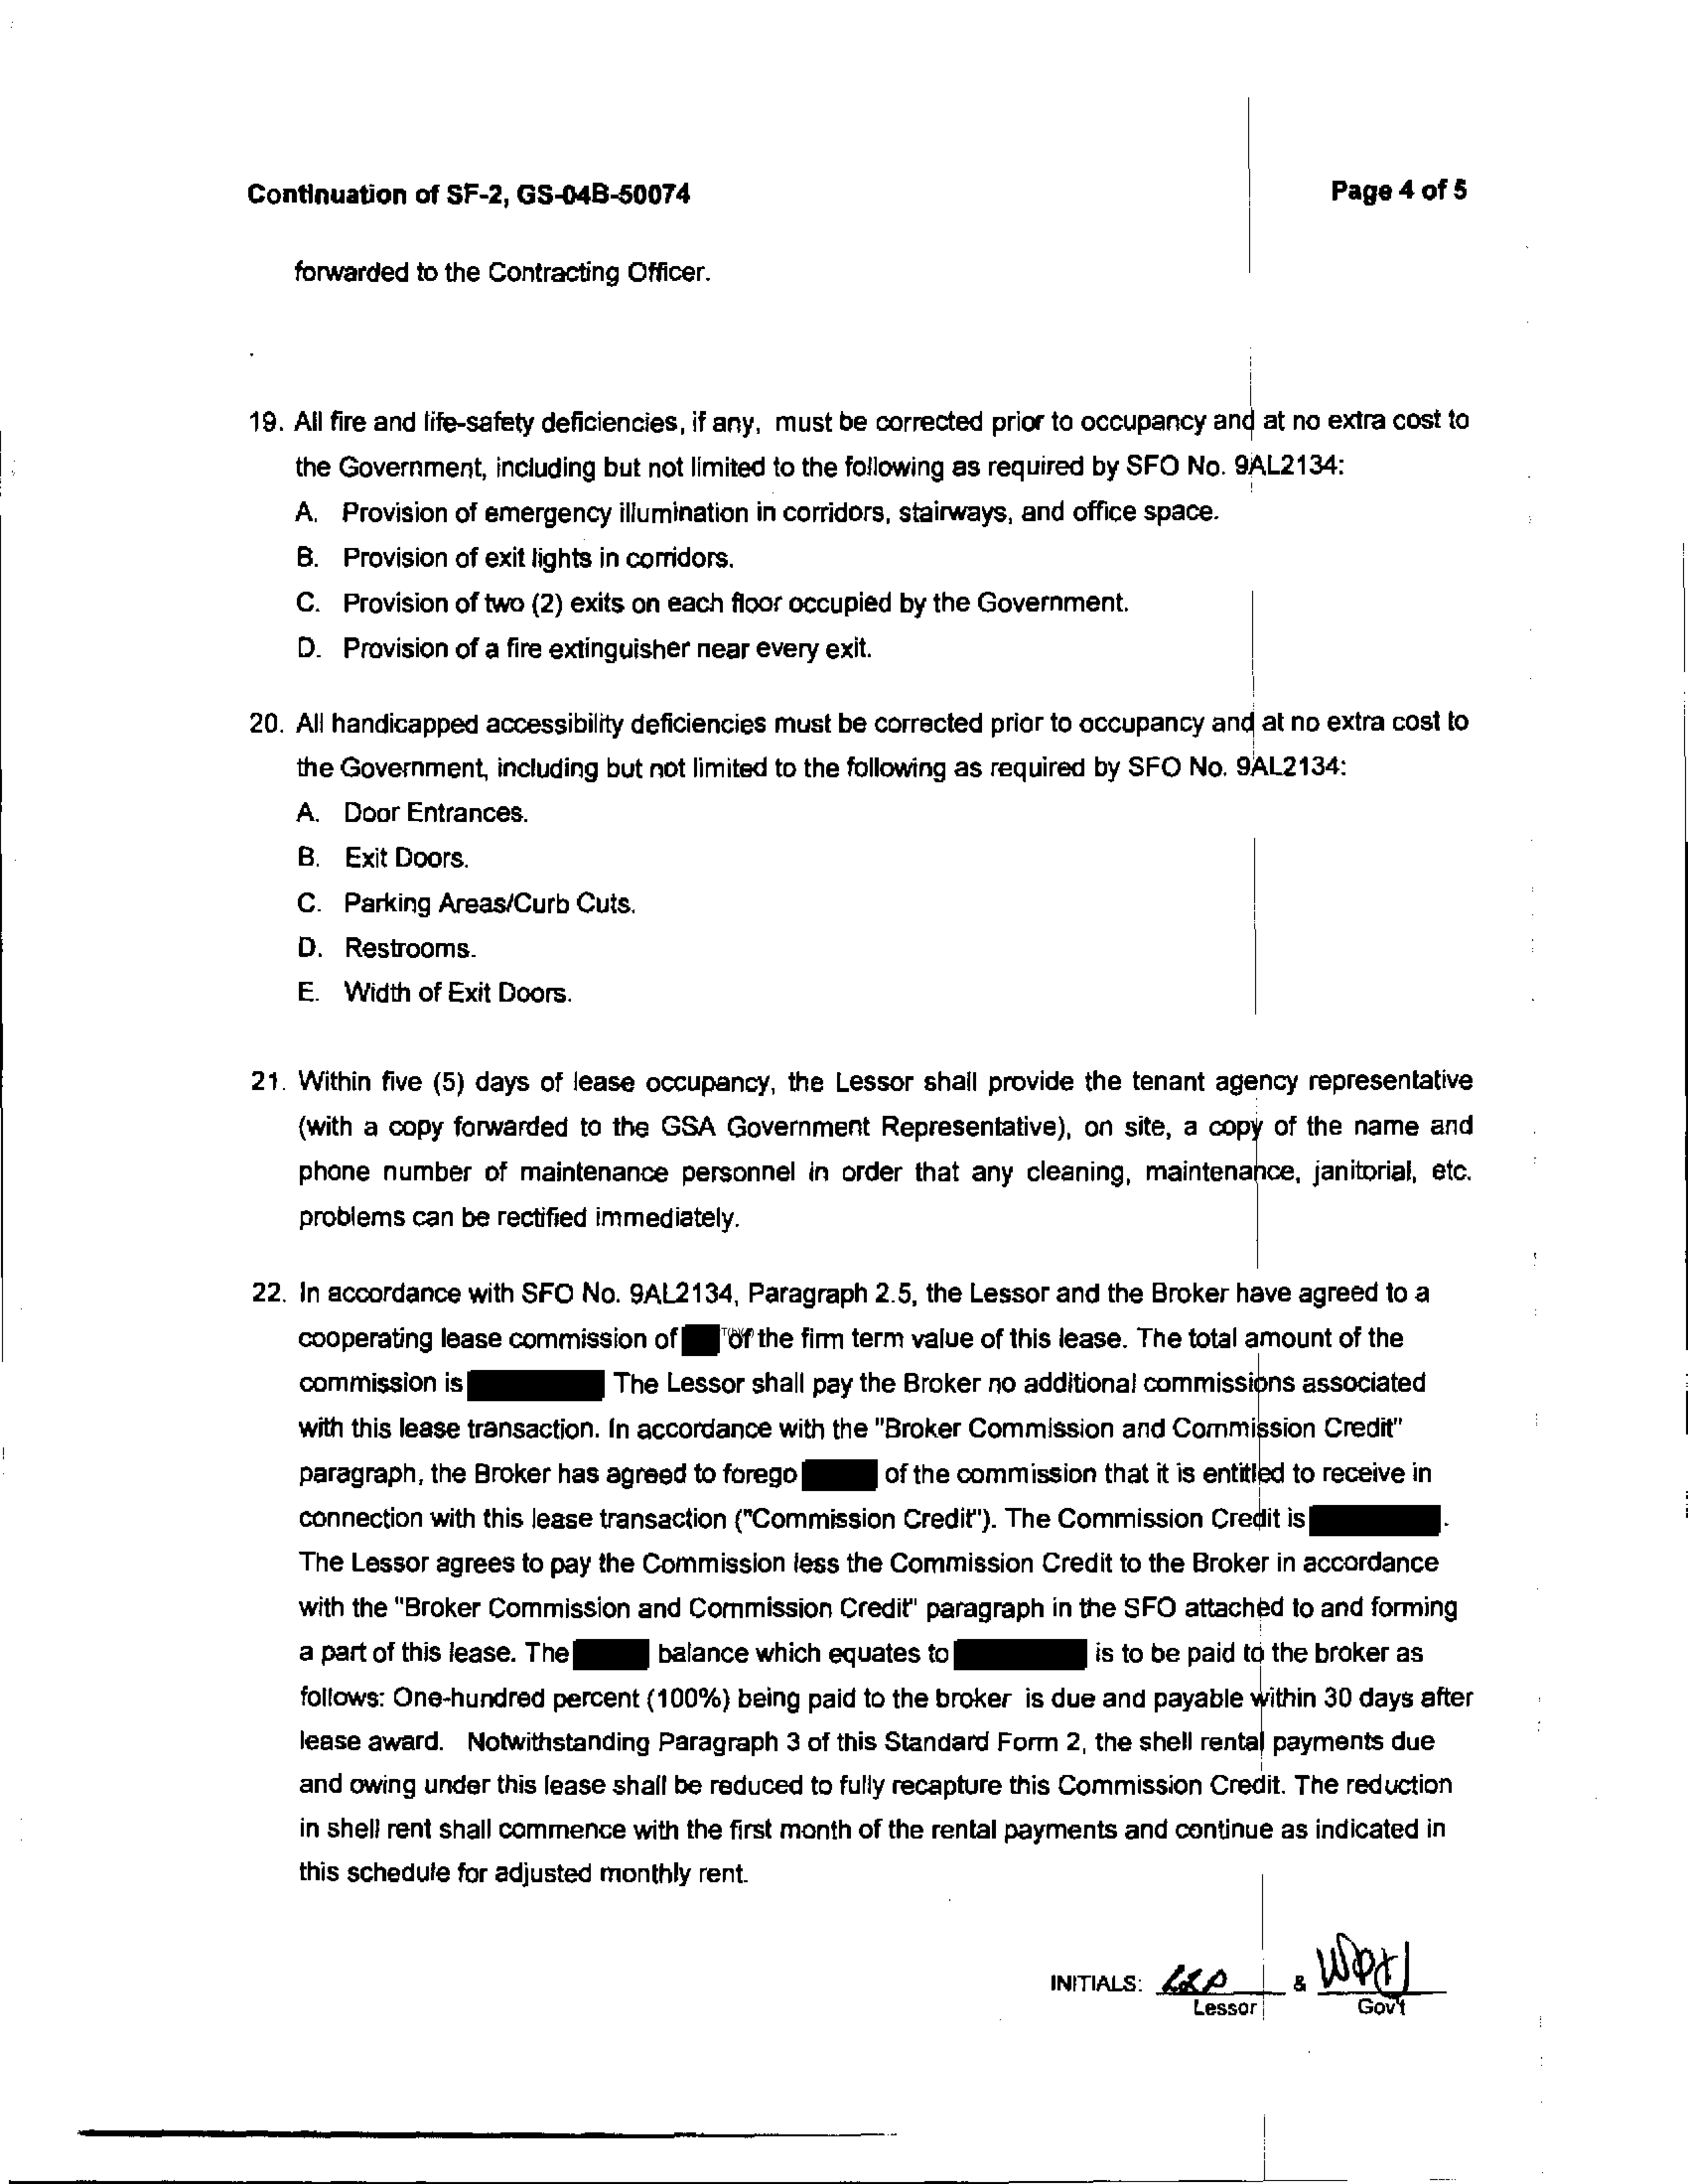 Continuation of SF-2, GS-04B-50074
Page 4 of 5
forwarded to the Contracting Officer.
19. All fire and life-safety deficiencies, if any, must be corrected prior to occupancy and at no extra cost to
the Government, including but not limited to the following as required by SFO No. 9AL2134:
A. Provision of emergency illumination in corridors, stairways, and office space.
B. Provision of exit lights in corridors.
C. Provision of two (2) exits on each floor occupied by the Government.
D. Provision of a fire extinguisher near every exit.
20. All handicapped accessibility deficiencies must be corrected prior to occupancy and at no extra cost to
the Government, including but not limited to the following as required by SFO No. 9AL2134:
A. Door Entrances.
B. Exit Doors.
C. Parking Areas/Curb Cuts.
D. Restrooms.
E. Width of Exit Doors.
21. Within five (5) days of lease occupancy, the Lessor shall provide the tenant agency representative
(with a copy forwarded to the GSA Government Representative), on site, a copy of the name and
phone number of maintenance personnel in order that any cleaning, maintenance, janitorial, etc.
problems can be rectified immediately.
22. In accordance with SFO No. 9AL2134, Paragraph 2.5, the Lessor and the Broker have agreed to a
cooperating lease commission of of the firm term value of this lease. The total amount of the
commission is The Lessor shall pay the Broker no additional commissions associated
with this lease transaction. In accordance with the "Broker Commission and Commission Credit"
paragraph, the Broker has agreed to forego of the commission that it is entitled to receive in
connection with this lease transaction ("Commission Credit"). The Commission Credit is .
The Lessor agrees to pay the Commission less the Commission Credit to the Broker in accordance
with the "Broker Commission and Commission Credit" paragraph in the SFO attached to and forming
a part of this lease. The balance which equates to is to be paid to the broker as
follows: One-hundred percent (100%) being paid to the broker is due and payable within 30 days after
lease award. Notwithstanding Paragraph 3 of this Standard Form 2, the shell rental payments due
and owing under this lease shall be reduced to fully recapture this Commission Credit. The reduction
in shell rent shall commence with the first month of the rental payments and continue as indicated in
this schedule for adjusted monthly rent.
INITIALS: &
Lessor Gov't